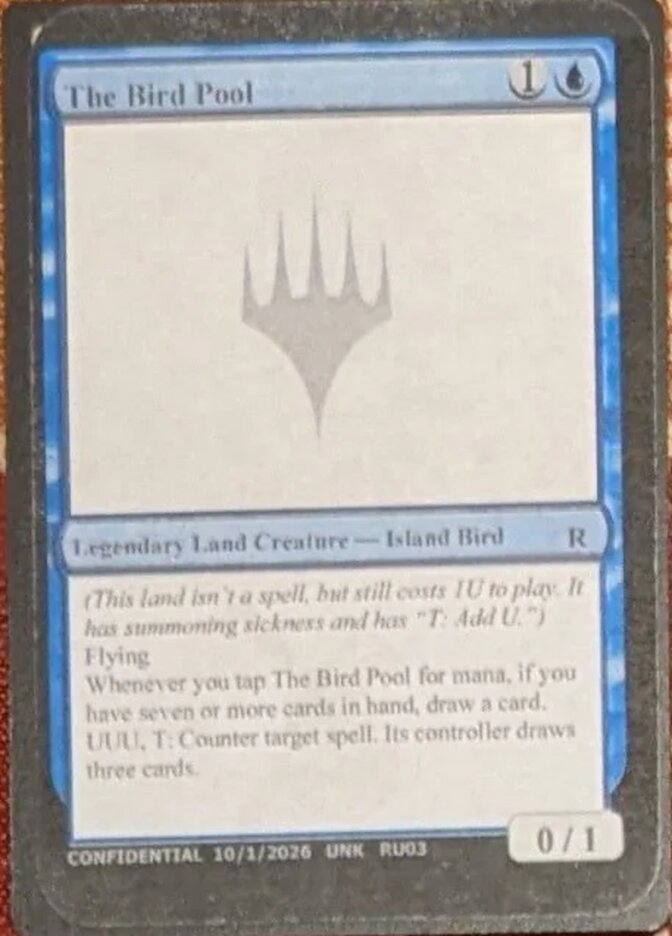 The Bird Pool 1
Legendary Land Creature — Island Bird R
(This land isn't a spell, but still costs 1U to play. It
has summoning sickness and has “T: Add U.”)
Flying
Whenever you tap The Bird Pool for mana, if you
have seven or more cards in hand, draw a card.
UUU, T: Counter target spell. Its controller draws
three cards.
0 / 1
CONFIDENTIAL 10/1/2026 UNK RU03